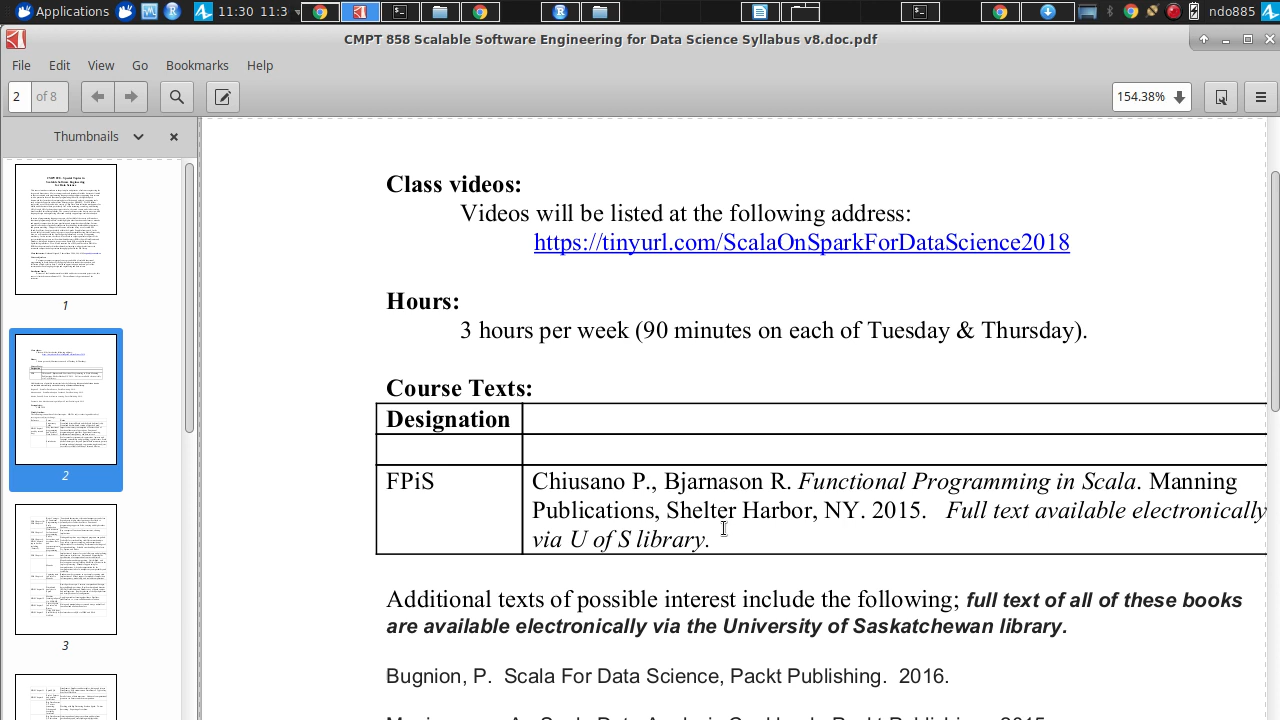 Applications 11:30 11:3 ndo885
CMPT 858 Scalable Software Engineering for Data Science Syllabus v8.doc.pdf
File Edit View Go Bookmarks Help
2 of 8 154.38%
Thumbnails
1
2
3
Class videos:
Videos will be listed at the following address:
https://tinyurl.com/ScalaOnSparkForDataScience2018
Hours:
3 hours per week (90 minutes on each of Tuesday & Thursday).
Course Texts:
Designation
FPiS Chiusano P., Bjarnason R. Functional Programming in Scala. Manning
Publications, Shelter Harbor, NY. 2015. Full text available electronically
via U of S library.
Additional texts of possible interest include the following; full text of all of these books
are available electronically via the University of Saskatchewan library.
Bugnion, P. Scala For Data Science, Packt Publishing. 2016.